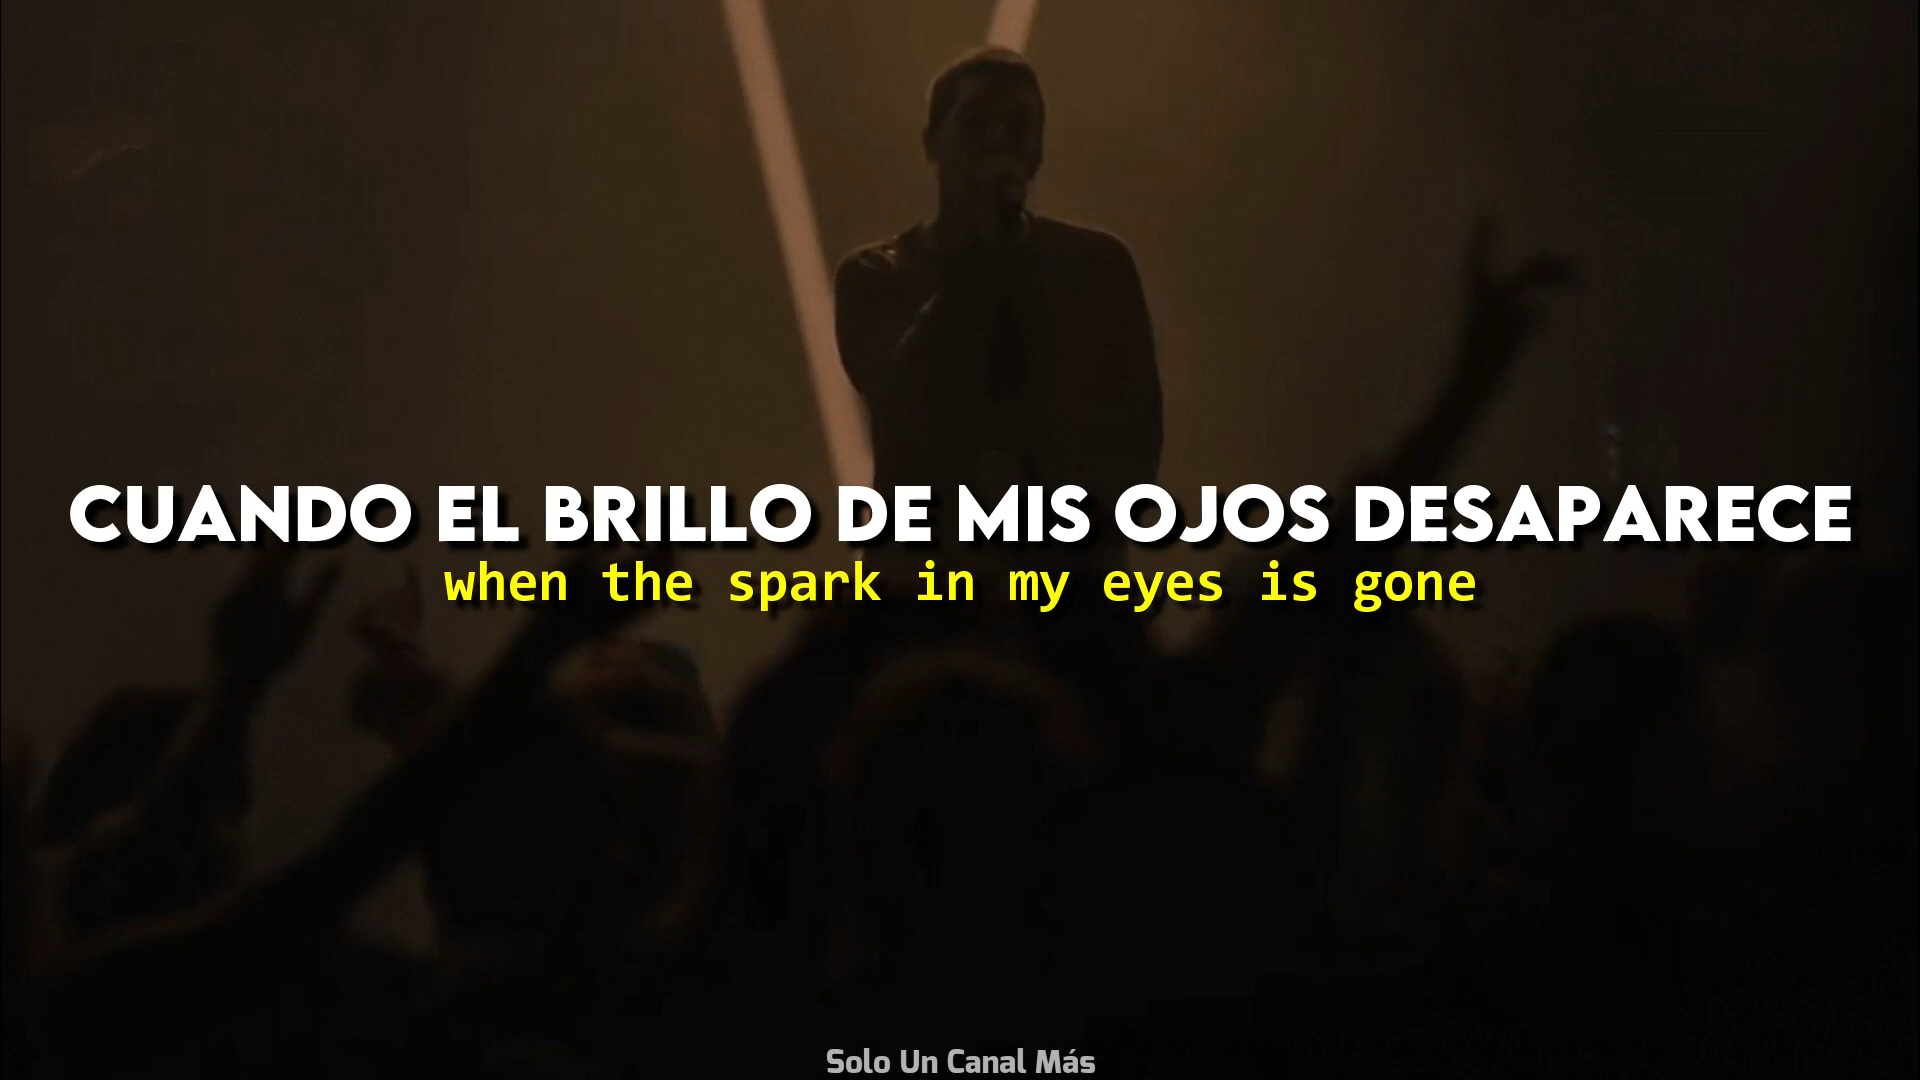 CUANDO EL BRILLO DE MIS OJOS DESAPARECE
when the spark in my eyes is gone
Solo Un Canal Más